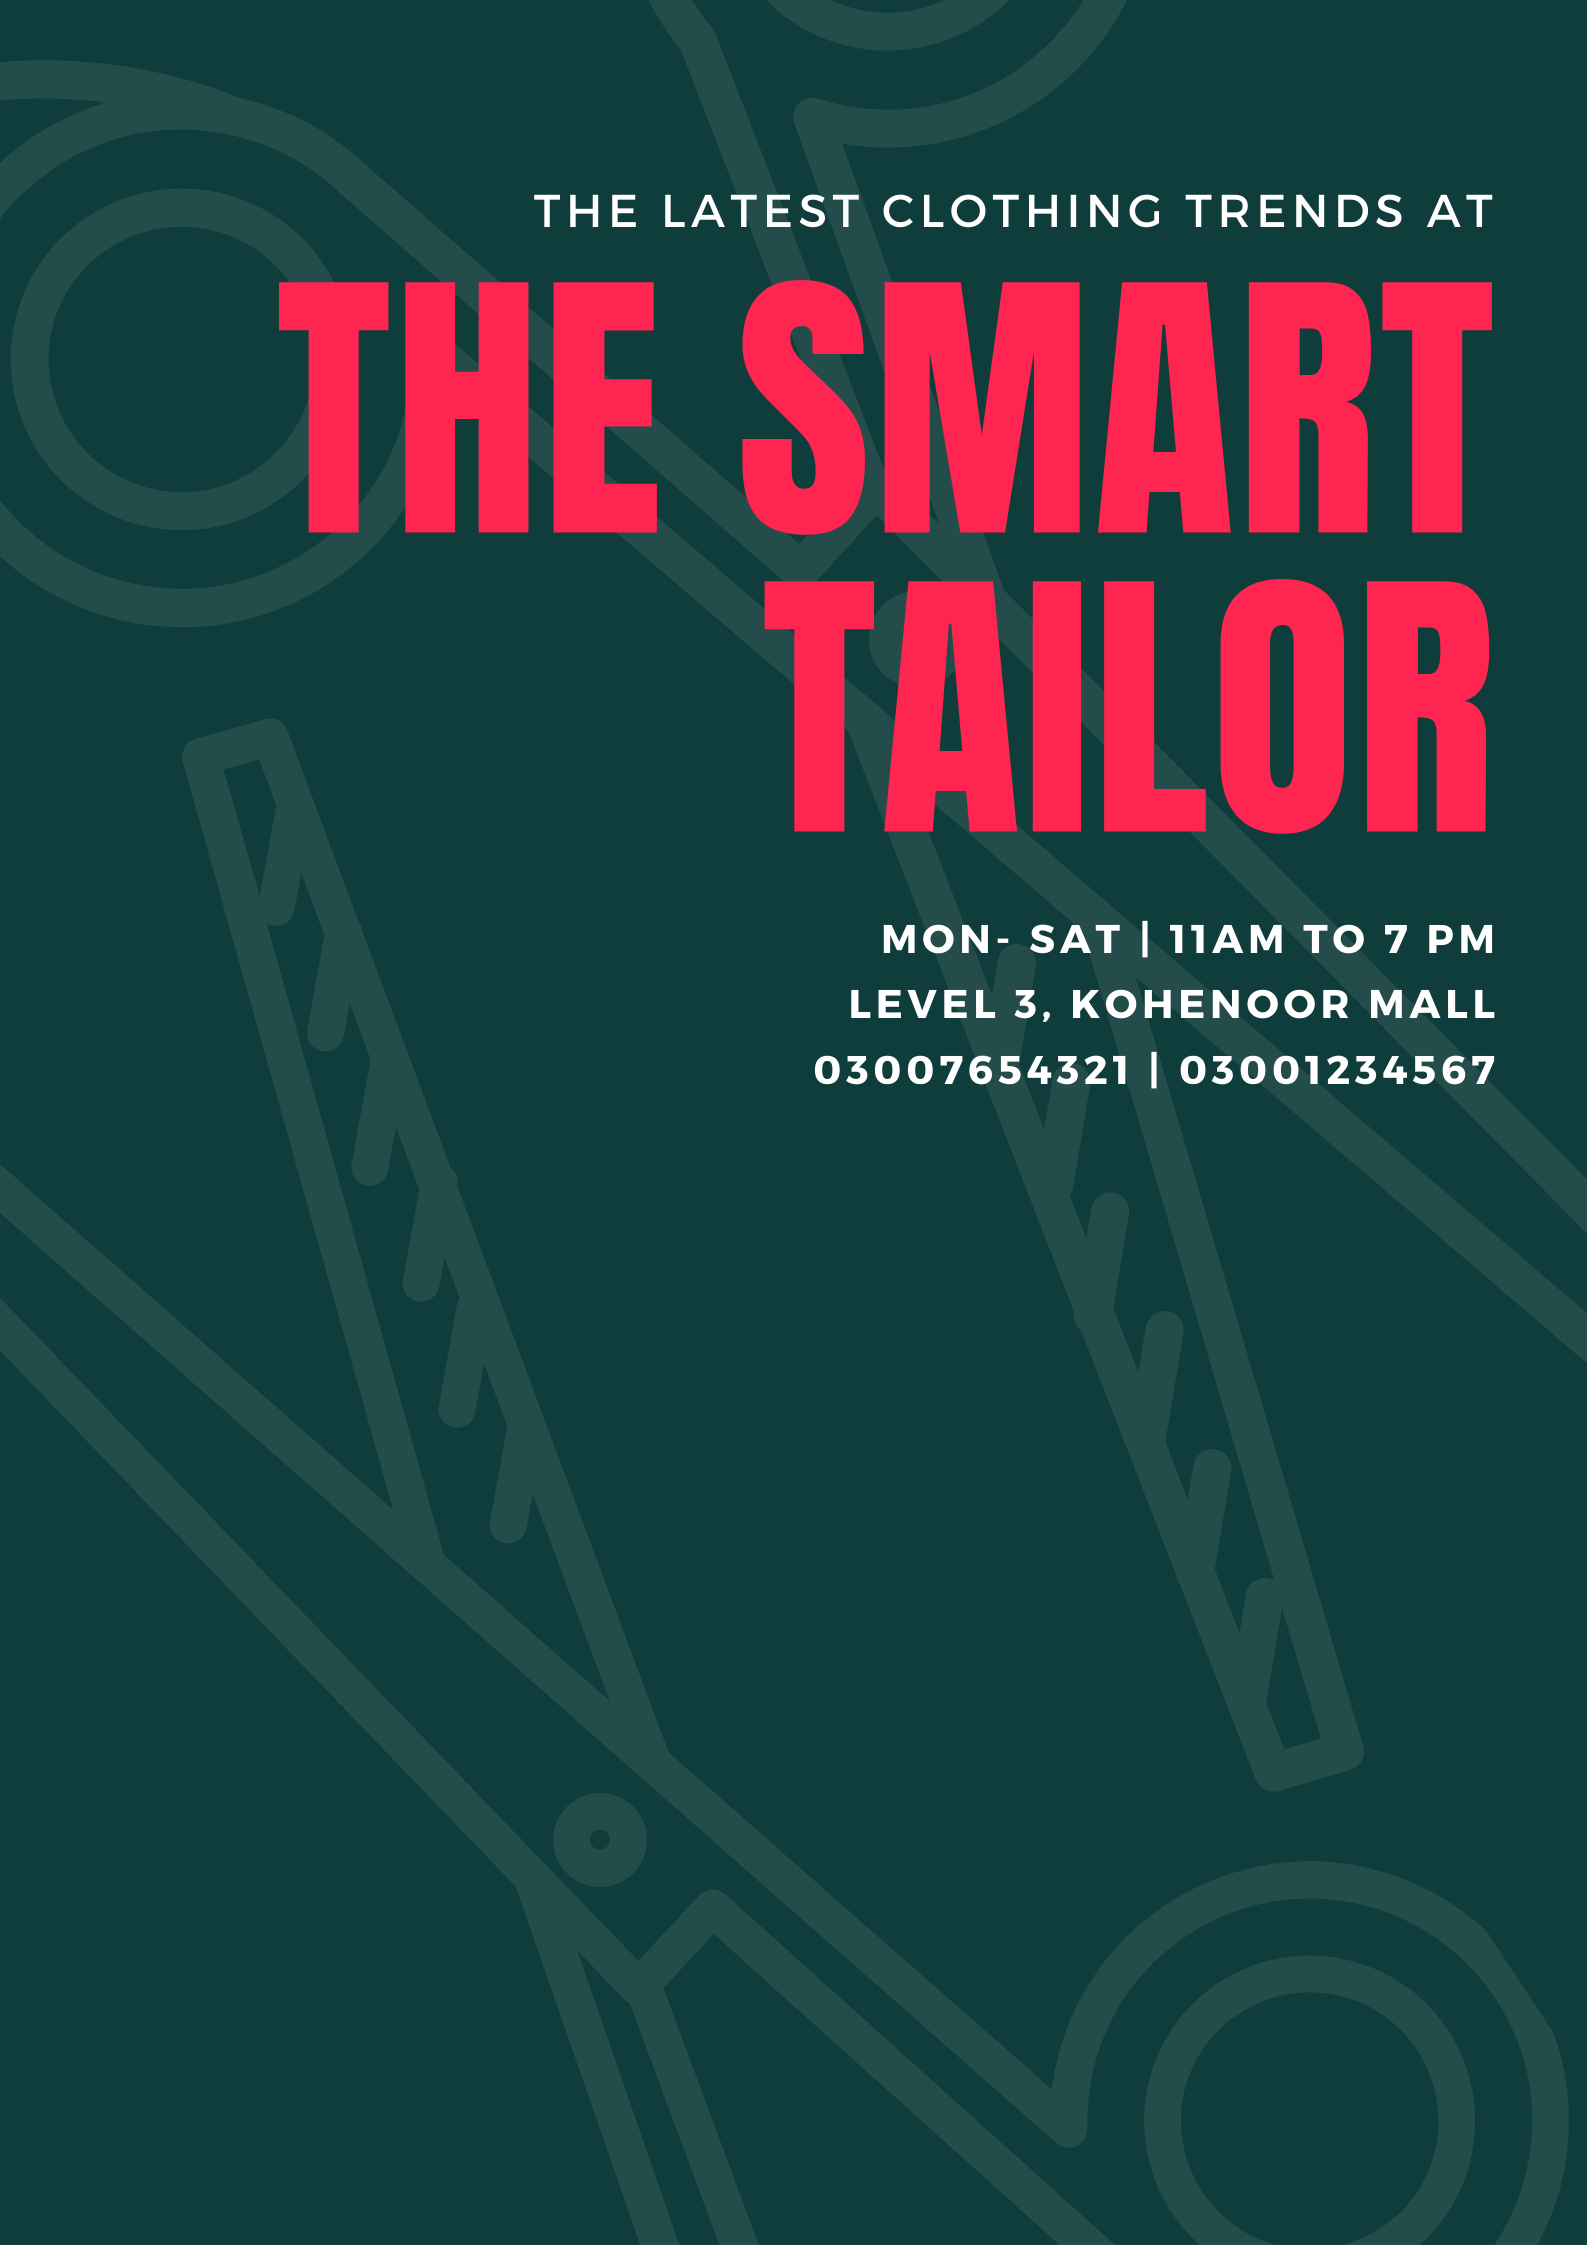 THE LATEST CLOTHING TRENDS AT
THE SMART
TAILOR
MON- SAT | 11AM TO 7 PM
LEVEL 3, KOHENOOR MALL
03007654321 | 03001234567